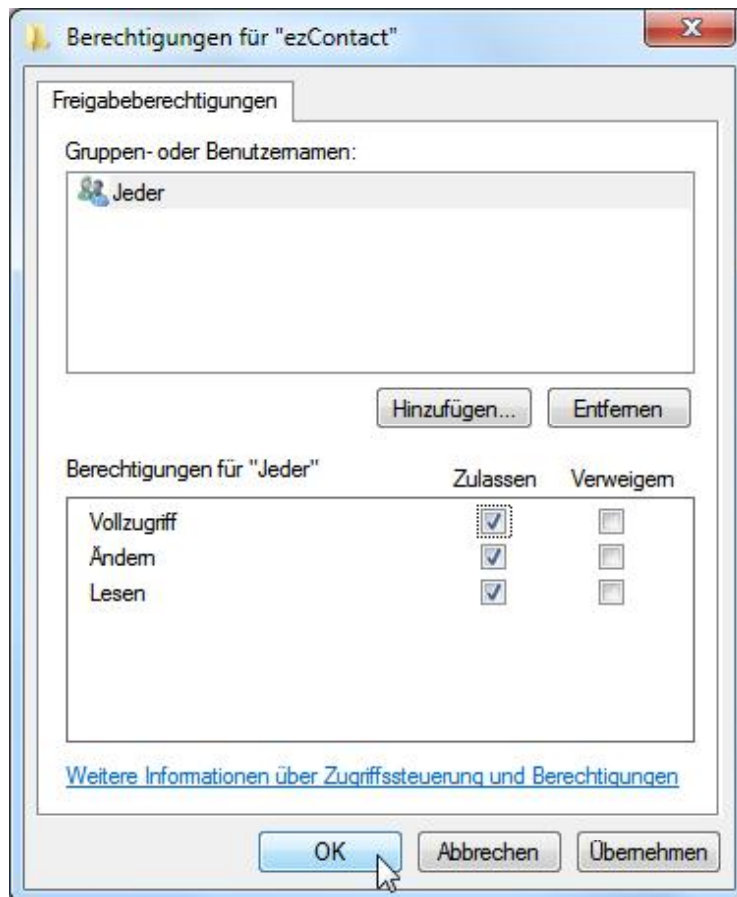 Berechtigungen für "ezContact"
Freigabeberechtigungen
Gruppen- oder Benutzernamen:
Jeder
Hinzufügen... Entfernen
Berechtigungen für "Jeder" Zulassen Verweigern
Vollzugriff
Ändern
Lesen
Weitere Informationen über Zugriffssteuerung und Berechtigungen
OK Abbrechen Übernehmen